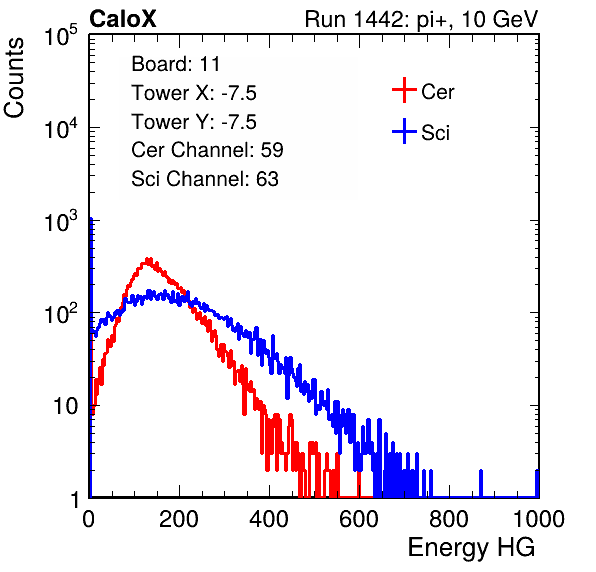 CaloX Run 1442: pi+, 10 GeV
Counts
Board: 11
Tower X: -7.5
Tower Y: -7.5
Cer Channel: 59
Sci Channel: 63
Cer
Sci
10^5
10^4
10^3
10^2
10
1
0 200 400 600 800 1000
Energy HG